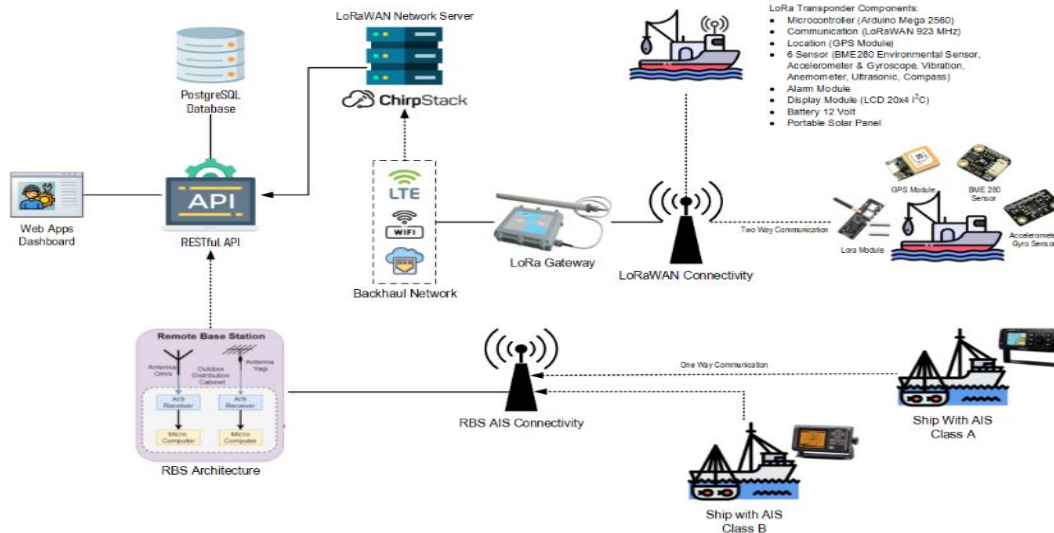 LoRaWAN Network Server
PostgreSQL
Database
ChirpStack
LoRa Transponder Components:
• Microcontroller (Arduino Mega 2560)
• Communication (LoRaWAN 923 MHz)
• Location (GPS Module)
• 6 Sensor (BME280 Environmental Sensor,
Accelerometer & Gyroscope, Vibration,
Anemometer, Ultrasonic, Compass)
• Alarm Module
• Display Module (LCD 20x4 I²C)
• Battery 12 Volt
• Portable Solar Panel
Web Apps
Dashboard
API
RESTful API
LTE
WIFI
Backhaul Network
LoRa Gateway
LoRaWAN Connectivity
Two Way Communication
GPS Module
BME 280
Sensor
Lora Module
Accelerometer
Gyro Sensor
Remote Base Station
Antenna
Omni
Outdoor
Distribution
Cabinet
Antenna
Yagi
AIS
Receiver
AIS
Receiver
Micro
Computer
Micro
Computer
RBS Architecture
RBS AIS Connectivity
One Way Communication
Ship With AIS
Class A
Ship with AIS
Class B